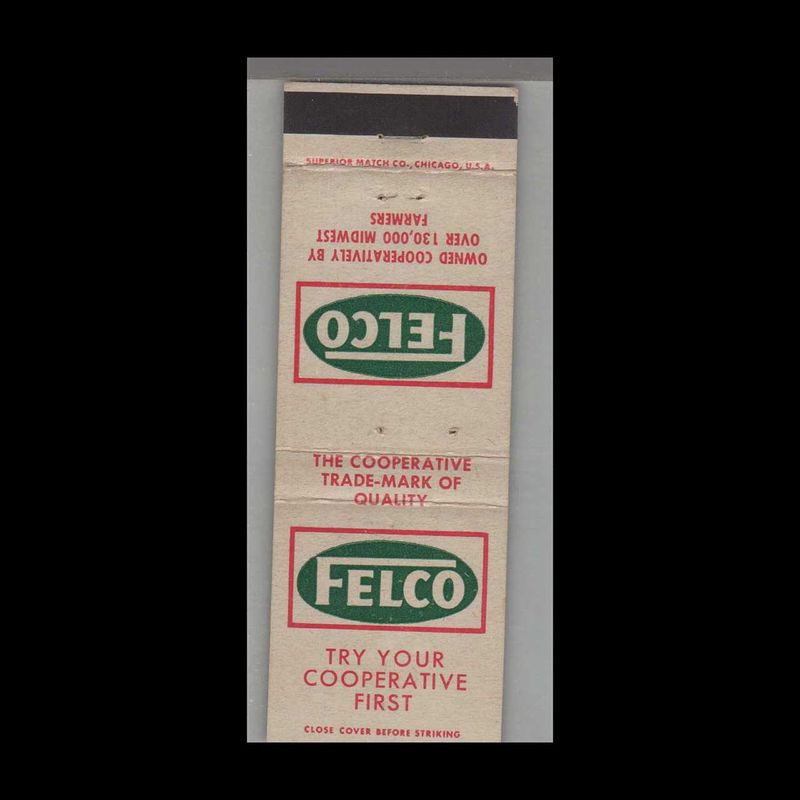 SUPERIOR MATCH CO., CHICAGO, U.S.A.
OWNED COOPERATIVELY BY
OVER 130,000 MIDWEST
FARMERS
FELCO
THE COOPERATIVE
TRADE-MARK OF
QUALITY
FELCO
TRY YOUR
COOPERATIVE
FIRST
CLOSE COVER BEFORE STRIKING